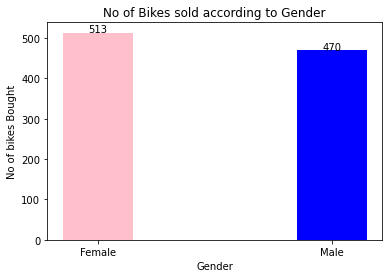 No of Bikes sold according to Gender
513
470
500
400
300
200
100
0
No of bikes Bought
Female
Male
Gender